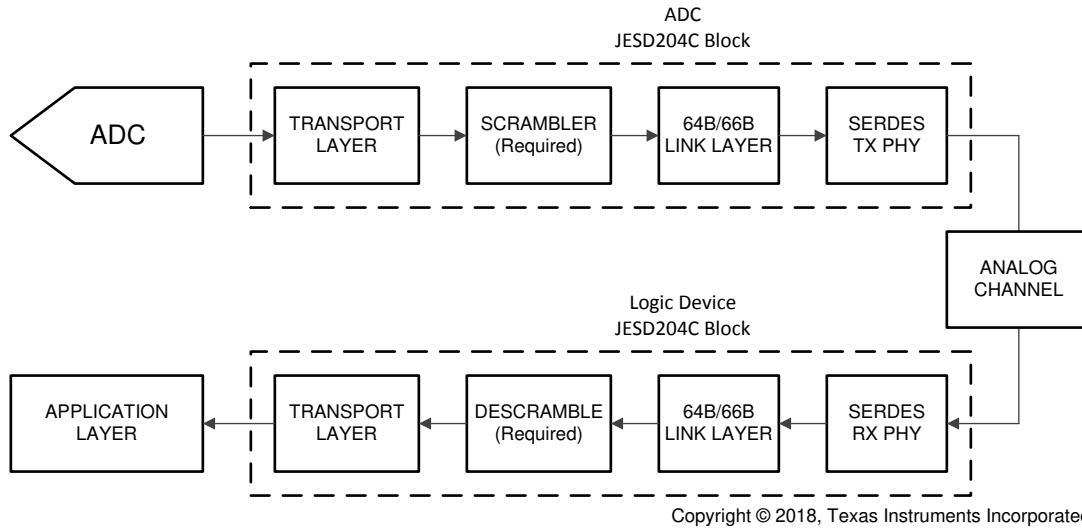 ADC
JESD204C Block
ADC
TRANSPORT
LAYER
SCRAMBLER
(Required)
64B/66B
LINK LAYER
SERDES
TX PHY
ANALOG
CHANNEL
Logic Device
JESD204C Block
APPLICATION
LAYER
TRANSPORT
LAYER
DESCRAMBLE
(Required)
64B/66B
LINK LAYER
SERDES
RX PHY
Copyright © 2018, Texas Instruments Incorporated